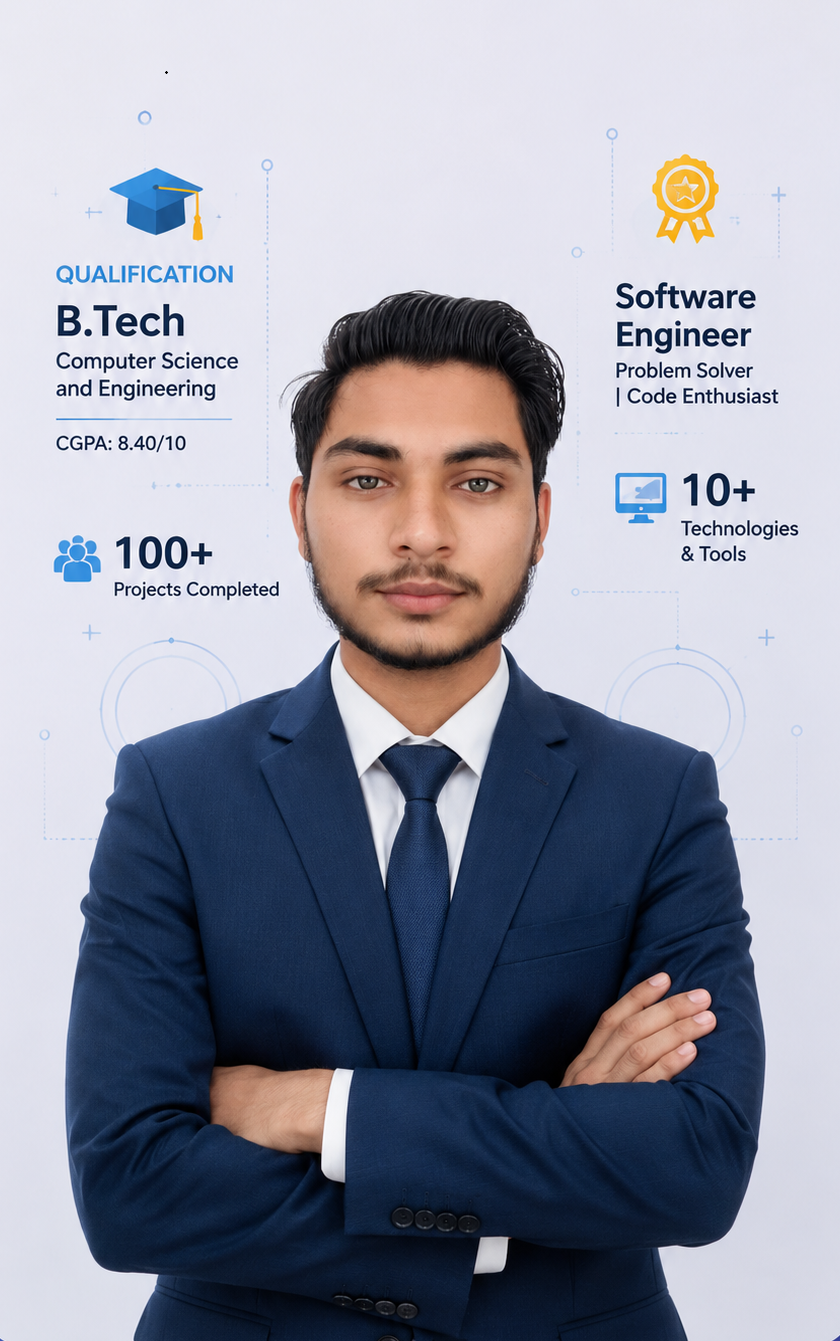 QUALIFICATION
B.Tech
Computer Science
and Engineering
CGPA: 8.40/10
100+
Projects Completed
Software
Engineer
Problem Solver
| Code Enthusiast
10+
Technologies
& Tools